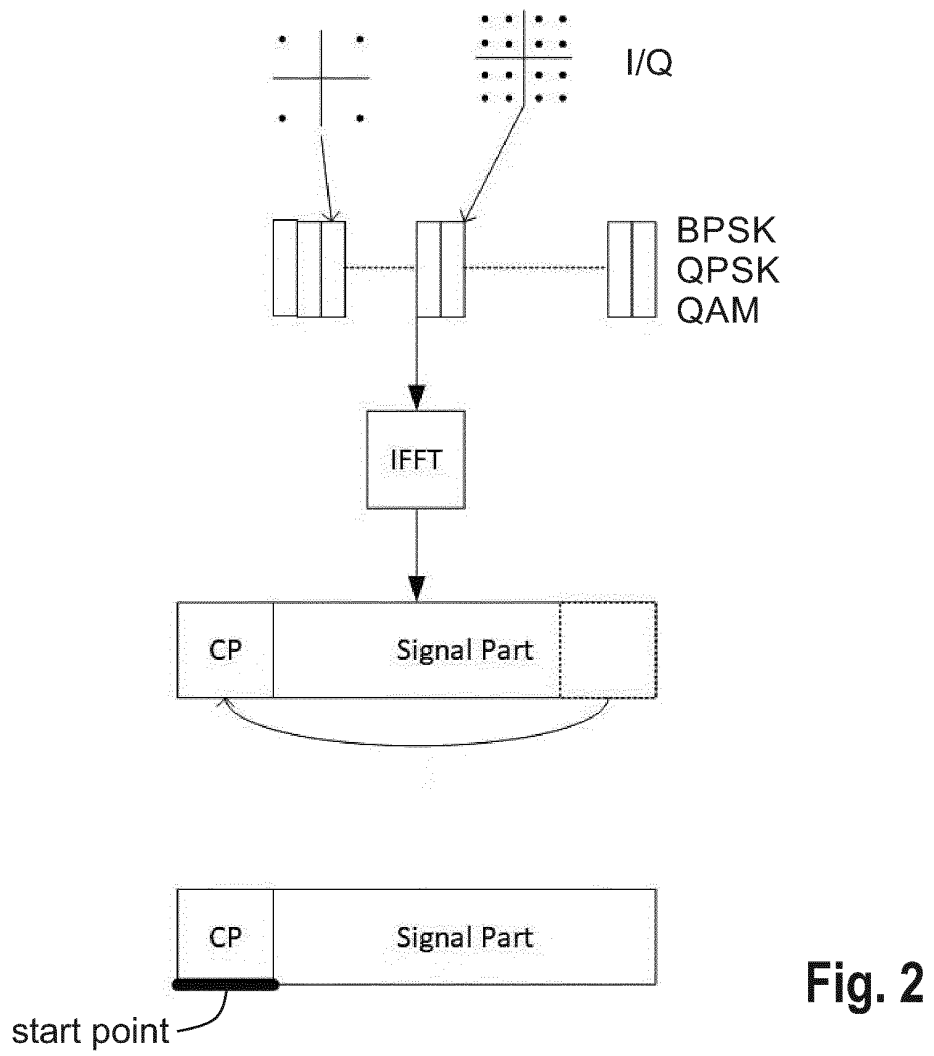 I/Q
BPSK
QPSK
QAM
IFFT
CP Signal Part
CP Signal Part
start point
Fig. 2